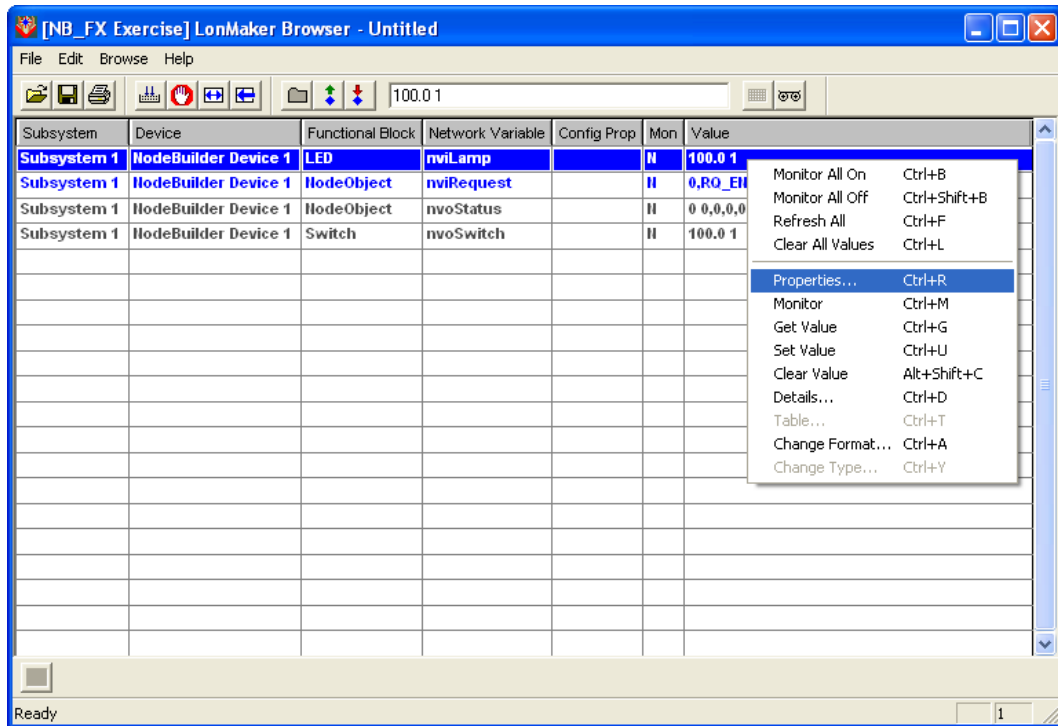 [NB_FX Exercise] LonMaker Browser - Untitled
File Edit Browse Help
100.0 1
Subsystem Device Functional Block Network Variable Config Prop Mon Value
Subsystem 1 NodeBuilder Device 1 LED nviLamp N 100.0 1
Subsystem 1 NodeBuilder Device 1 NodeObject nviRequest N 0,RQ_EN
Subsystem 1 NodeBuilder Device 1 NodeObject nvoStatus N 0 0,0,0,0
Subsystem 1 NodeBuilder Device 1 Switch nvoSwitch N 100.0 1
Monitor All On Ctrl+B
Monitor All Off Ctrl+Shift+B
Refresh All Ctrl+F
Clear All Values Ctrl+L
Properties... Ctrl+R
Monitor Ctrl+M
Get Value Ctrl+G
Set Value Ctrl+U
Clear Value Alt+Shift+C
Details... Ctrl+D
Table... Ctrl+T
Change Format... Ctrl+A
Change Type... Ctrl+Y
Ready 1